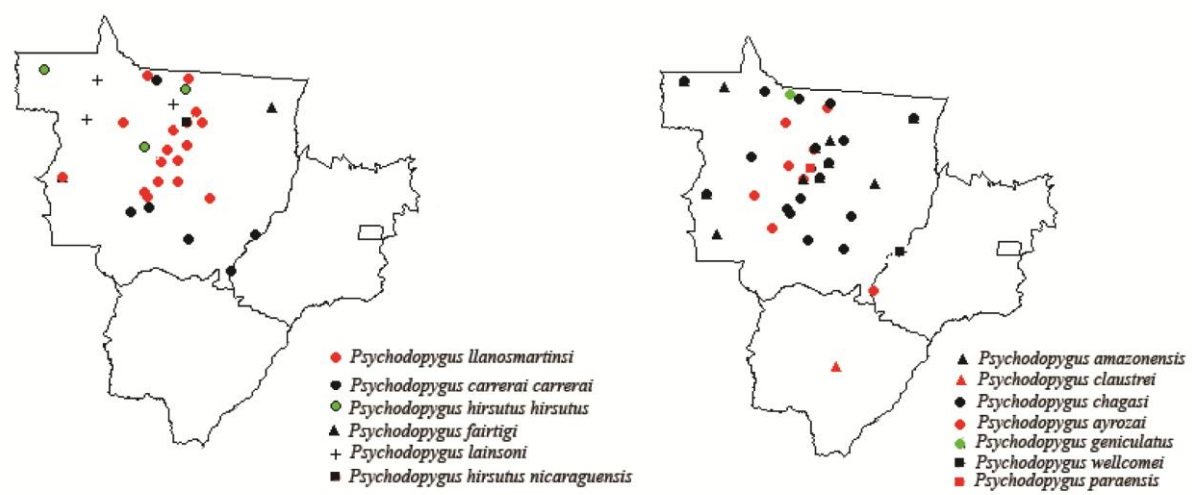 Psychodopygus llanosmartinsi
Psychodopygus carrerai carrerai
Psychodopygus hirsutus hirsutus
Psychodopygus fairtigi
Psychodopygus lainsoni
Psychodopygus hirsutus nicaraguensis
Psychodopygus amazonensis
Psychodopygus claustrei
Psychodopygus chagasi
Psychodopygus ayrozai
Psychodopygus geniculatus
Psychodopygus wellcomei
Psychodopygus paraensis